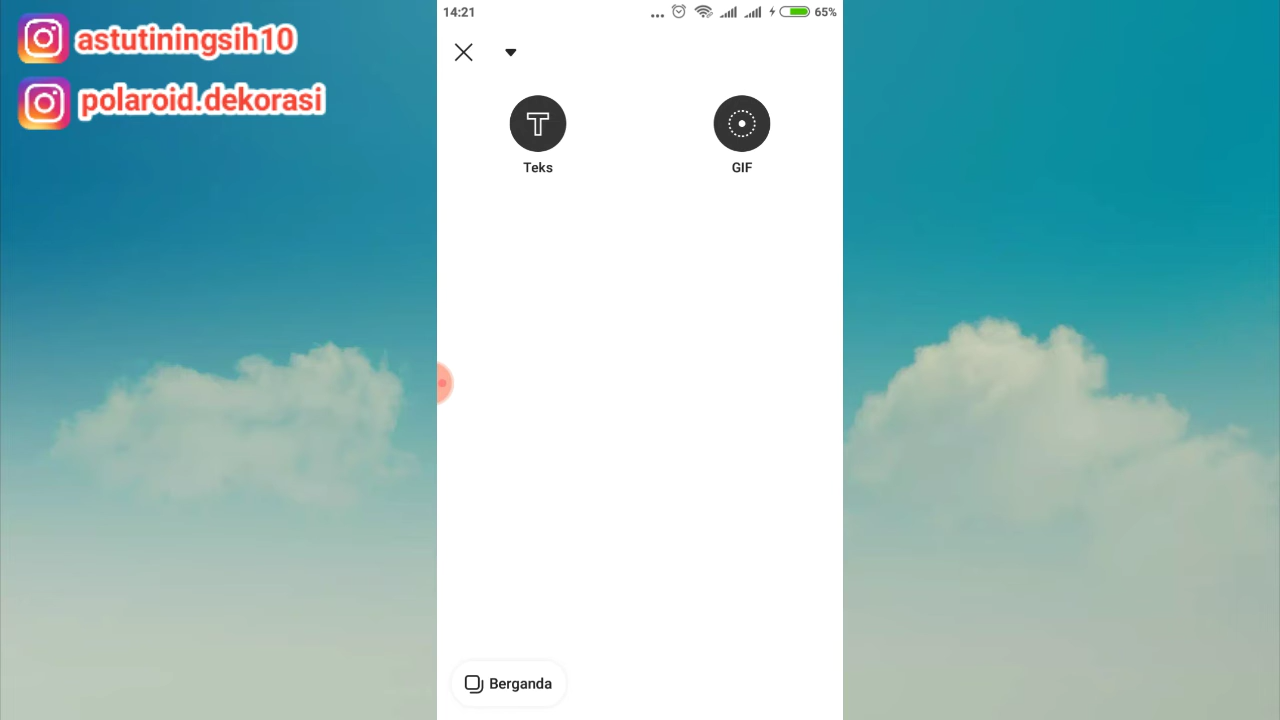 astutiningsih10
polaroid.dekorasi
14:21
65%
Teks
GIF
Berganda